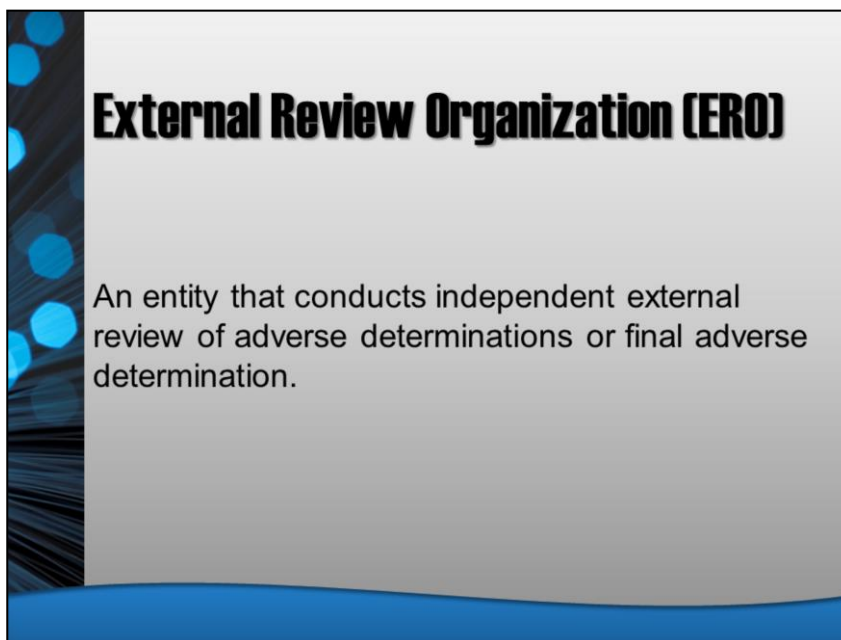 External Review Organization (ERO)
An entity that conducts independent external
review of adverse determinations or final adverse
determination.